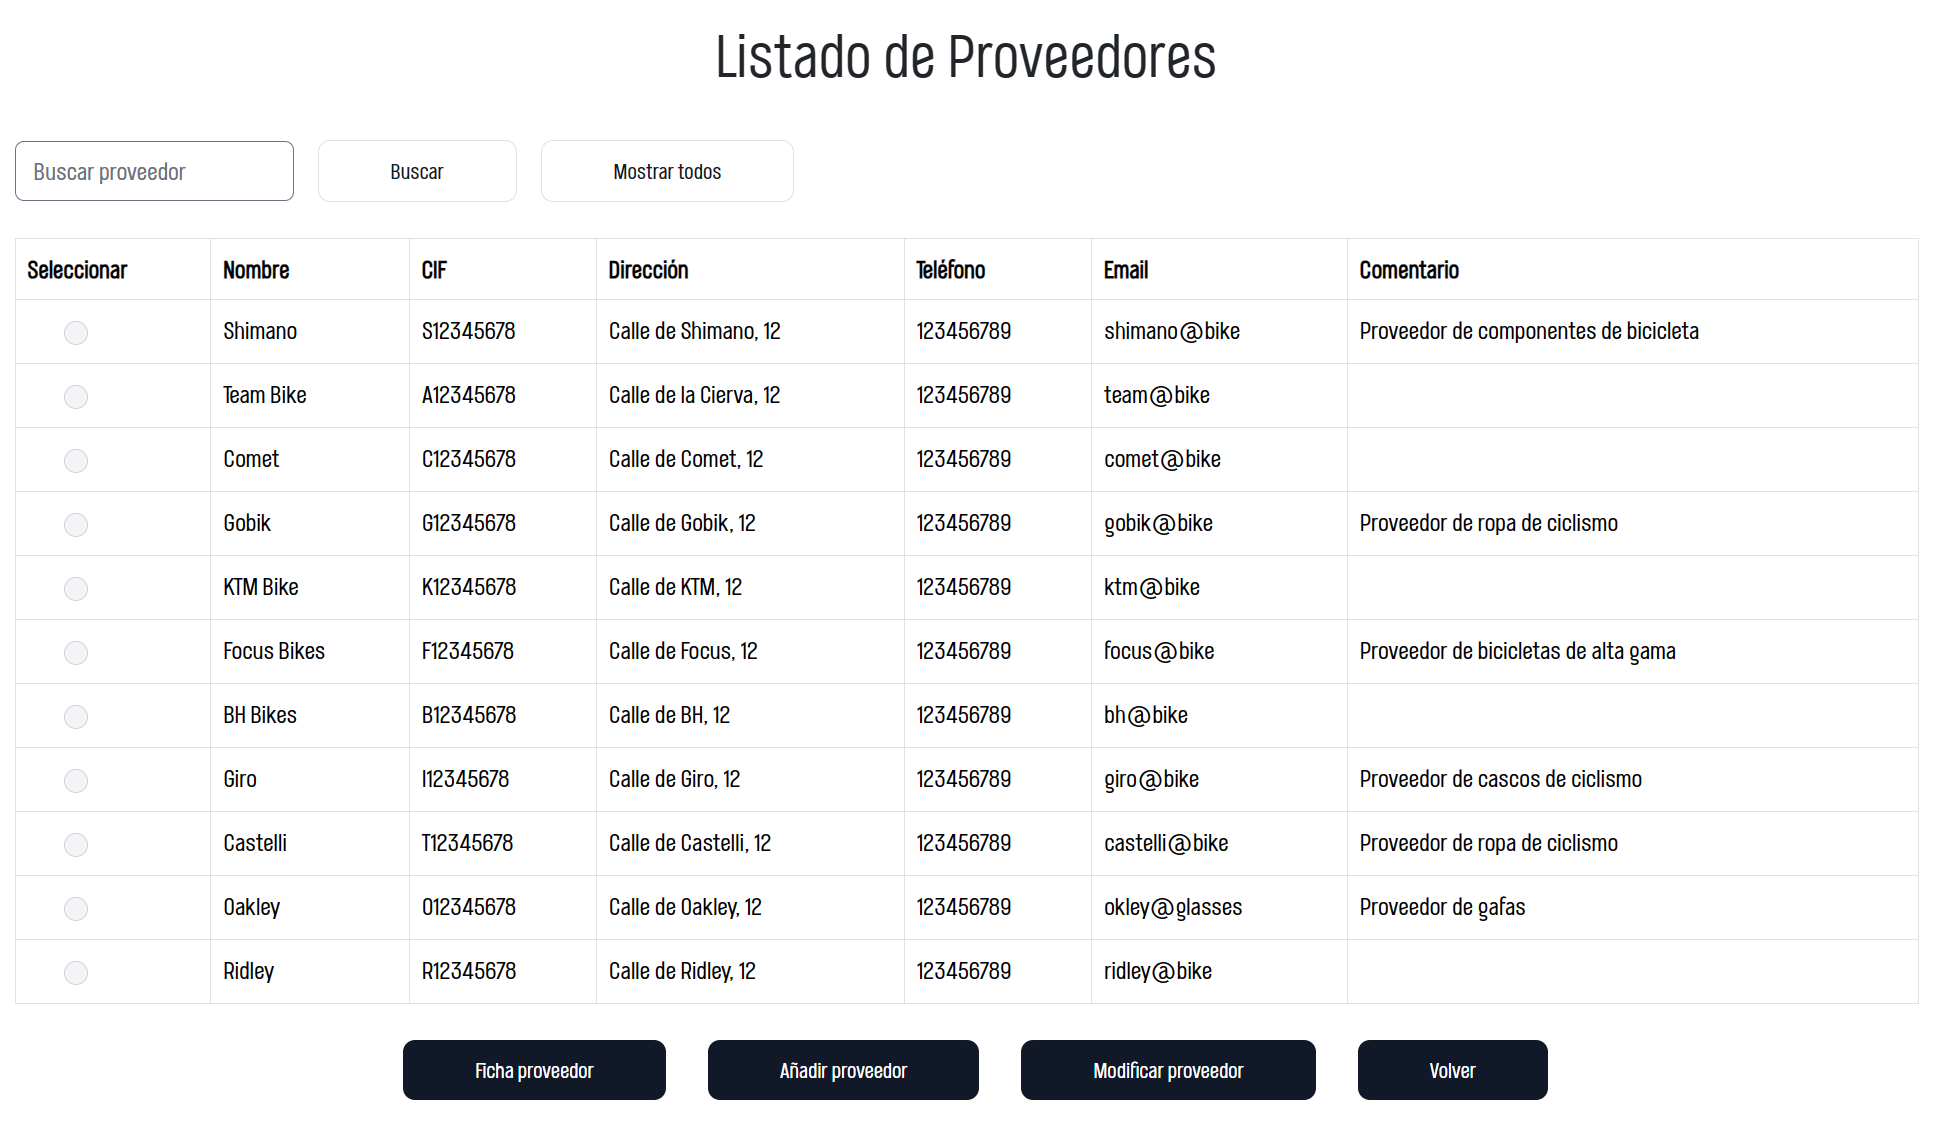 Listado de Proveedores
Buscar proveedor Buscar Mostrar todos
Seleccionar Nombre CIF Dirección Teléfono Email Comentario
Shimano S12345678 Calle de Shimano, 12 123456789 shimano@bike Proveedor de componentes de bicicleta
Team Bike A12345678 Calle de la Cierva, 12 123456789 team@bike
Comet C12345678 Calle de Comet, 12 123456789 comet@bike
Gobik G12345678 Calle de Gobik, 12 123456789 gobik@bike Proveedor de ropa de ciclismo
KTM Bike K12345678 Calle de KTM, 12 123456789 ktm@bike
Focus Bikes F12345678 Calle de Focus, 12 123456789 focus@bike Proveedor de bicicletas de alta gama
BH Bikes B12345678 Calle de BH, 12 123456789 bh@bike
Giro I12345678 Calle de Giro, 12 123456789 giro@bike Proveedor de cascos de ciclismo
Castelli T12345678 Calle de Castelli, 12 123456789 castelli@bike Proveedor de ropa de ciclismo
Oakley O12345678 Calle de Oakley, 12 123456789 okley@glasses Proveedor de gafas
Ridley R12345678 Calle de Ridley, 12 123456789 ridley@bike
Ficha proveedor Añadir proveedor Modificar proveedor Volver